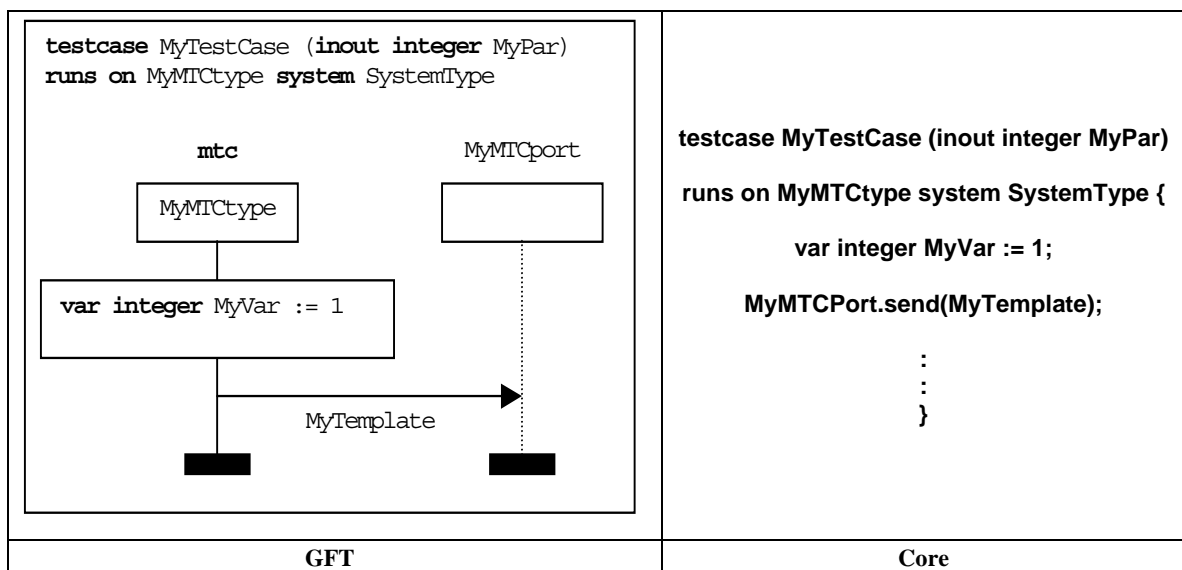 testcase MyTestCase (inout integer MyPar)
runs on MyMTCtype system SystemType
mtc
MyMTCport
MyMTCtype
var integer MyVar := 1
MyTemplate
testcase MyTestCase (inout integer MyPar)
runs on MyMTCtype system SystemType {
var integer MyVar := 1;
MyMTCPort.send(MyTemplate);
:
:
}
GFT
Core